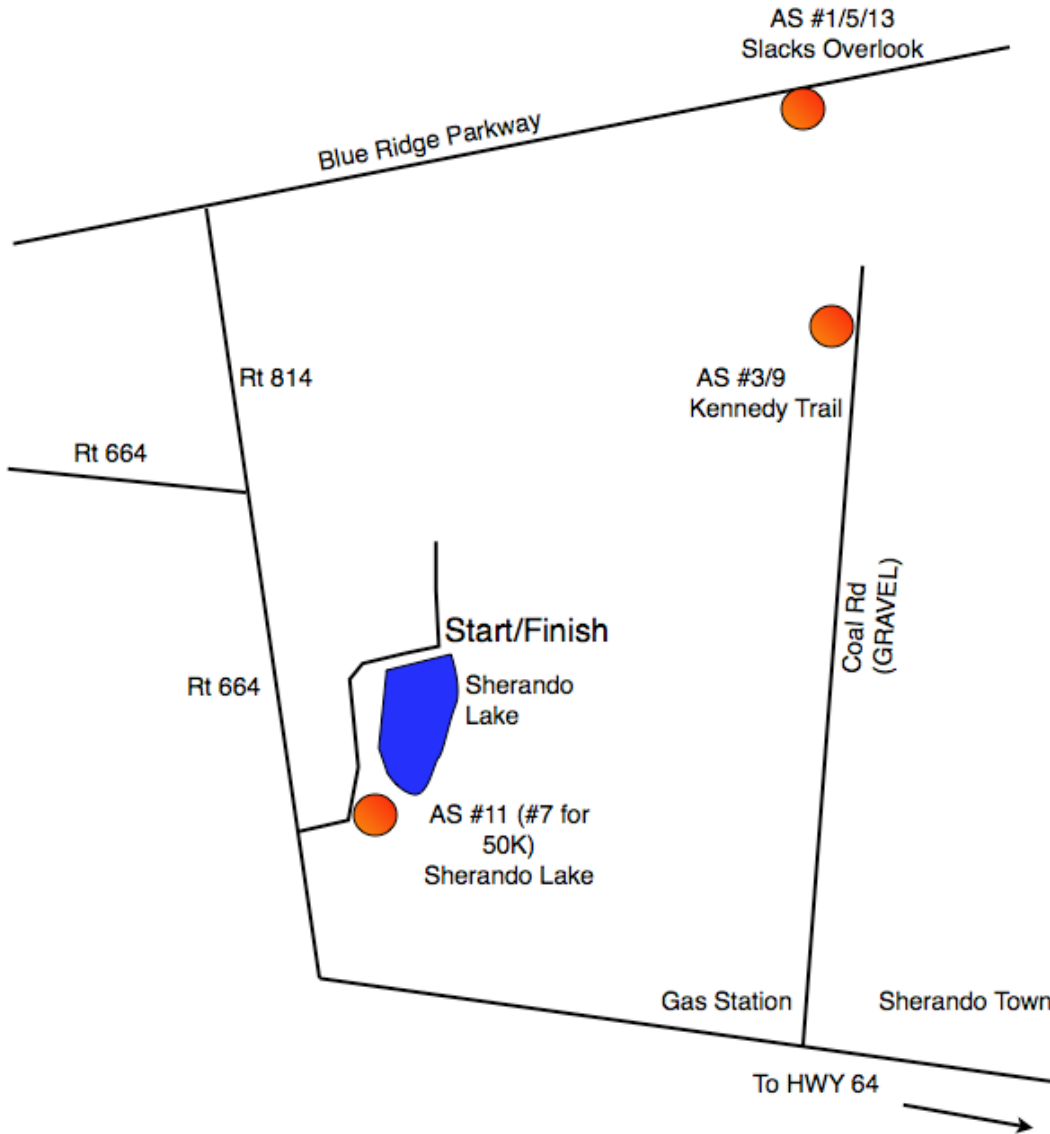 AS #1/5/13
Slacks Overlook
Blue Ridge Parkway
Rt 814
AS #3/9
Kennedy Trail
Rt 664
Coal Rd
(GRAVEL)
Start/Finish
Rt 664
Sherando
Lake
AS #11 (#7 for
50K)
Sherando Lake
Gas Station
Sherando Town
To HWY 64